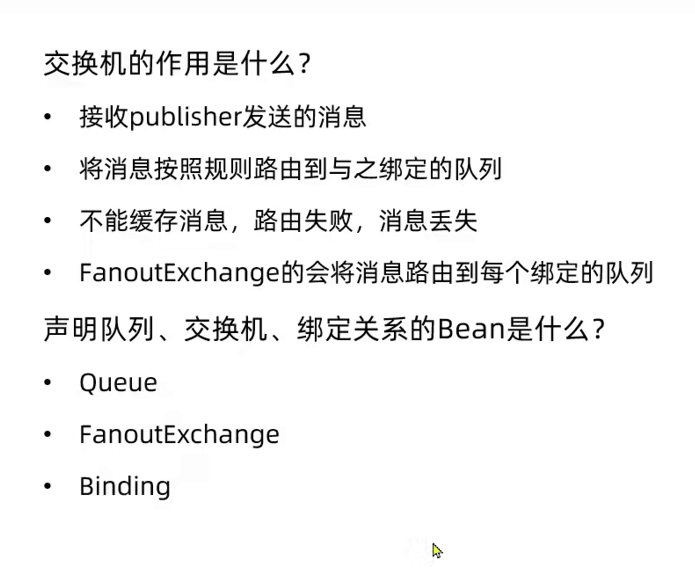 交换机的作用是什么?
• 接收publisher发送的消息
• 将消息按照规则路由到与之绑定的队列
• 不能缓存消息，路由失败，消息丢失
• FanoutExchange的会将消息路由到每个绑定的队列
声明队列、交换机、绑定关系的Bean是什么?
• Queue
• FanoutExchange
• Binding